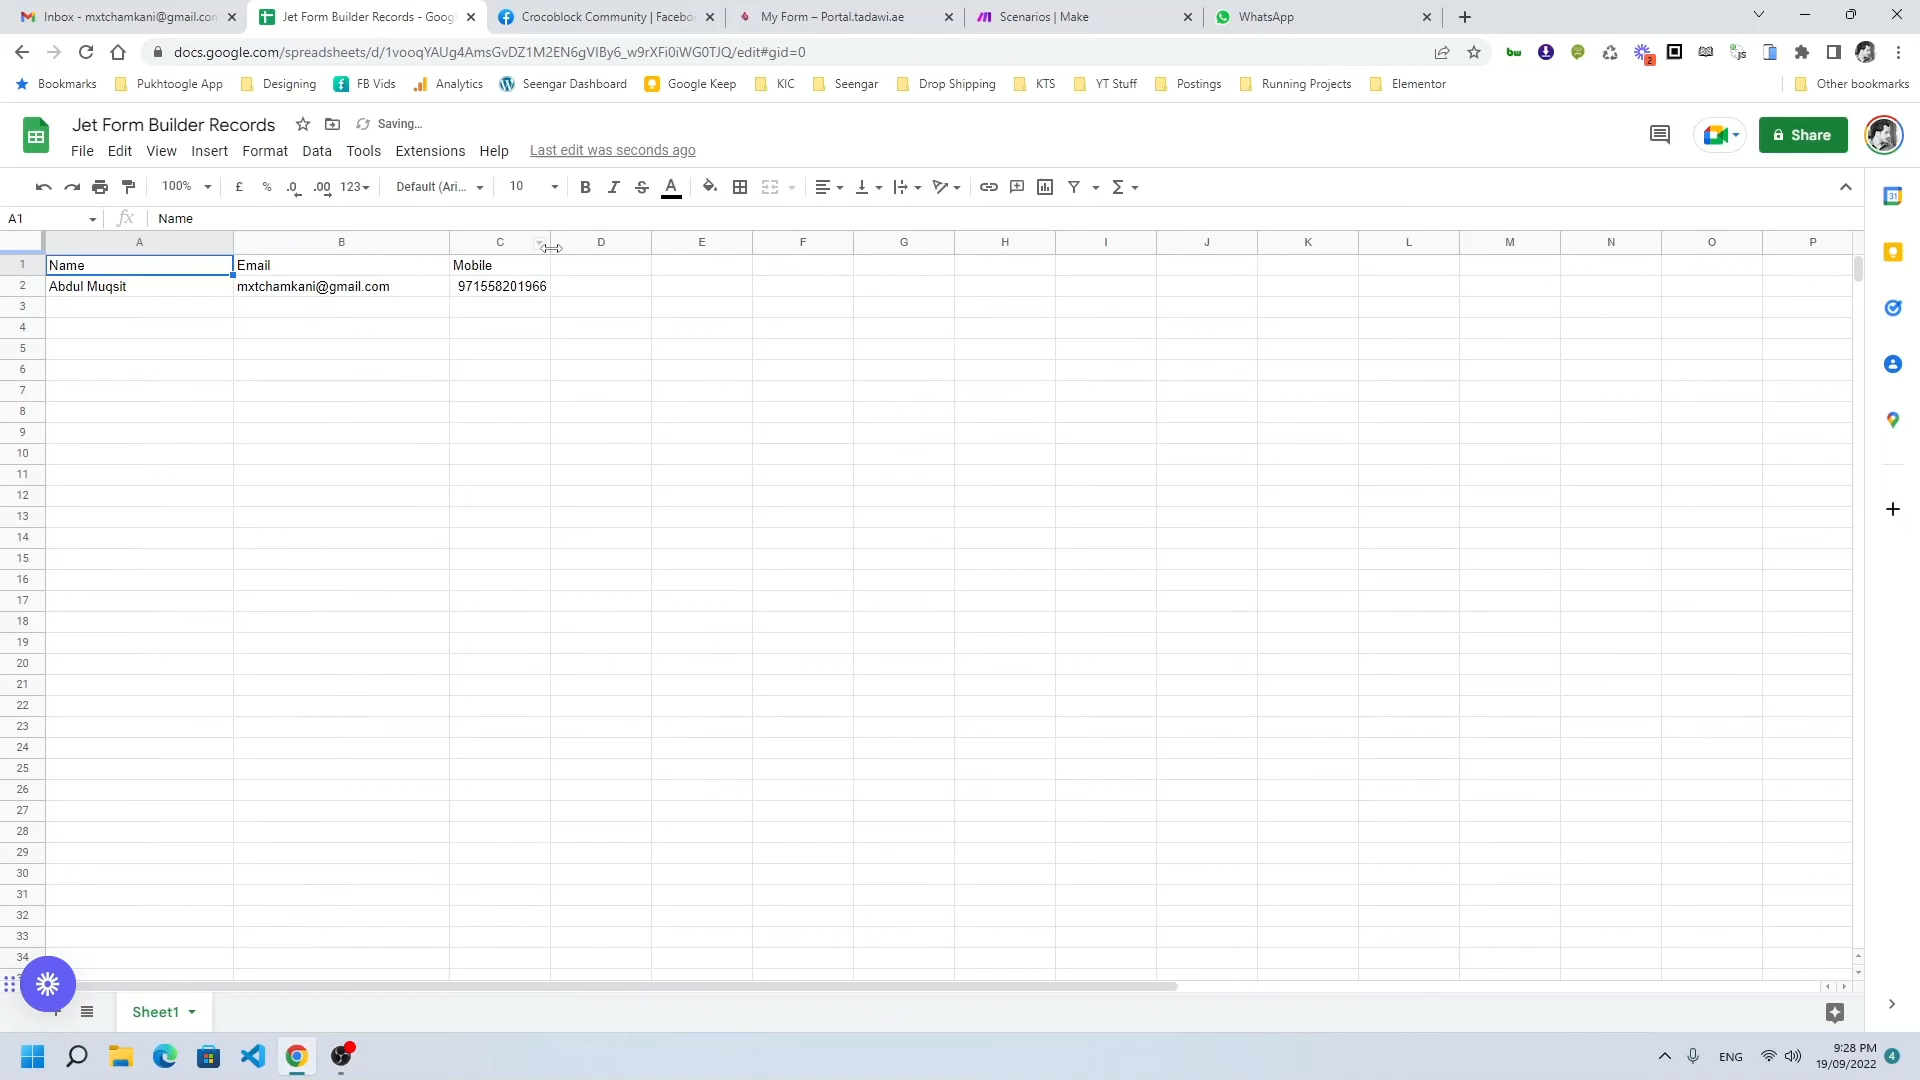 Inbox - mxtchamkani@gmail.con
Jet Form Builder Records - Goog
Crocoblock Community | Facebo
My Form – Portal.tadawi.ae
Scenarios | Make
WhatsApp
docs.google.com/spreadsheets/d/1vooqYAUg4AmsGvDZ1M2EN6gVIBy6_w9rXFi0iWG0TJQ/edit#gid=0
Bookmarks
Pukhtoogle App
Designing
FB Vids
Analytics
Seengar Dashboard
Google Keep
KIC
Seengar
Drop Shipping
KTS
YT Stuff
Postings
Running Projects
Elementor
Other bookmarks
Jet Form Builder Records
Saving...
File Edit View Insert Format Data Tools Extensions Help
Last edit was seconds ago
Share
100%
£ % .0 .00 123
Default (Ari...
10
B I S A
A1
fx
Name
A B C D E F G H I J K L M N O P
1 Name Email Mobile
2 Abdul Muqsit mxtchamkani@gmail.com 971558201966
3
4
5
6
7
8
9
10
11
12
13
14
15
16
17
18
19
20
21
22
23
24
25
26
27
28
29
30
31
32
33
34
Sheet1
ENG
9:28 PM
19/09/2022
4